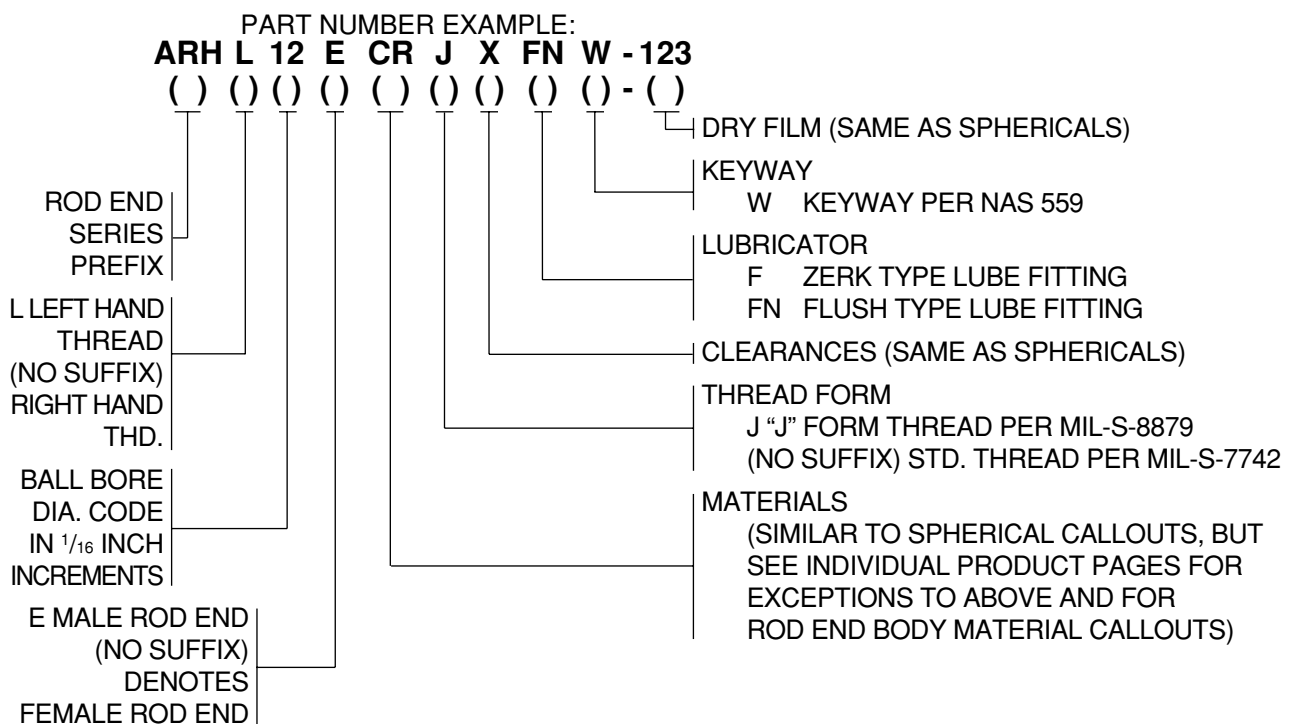 PART NUMBER EXAMPLE:
ARH L 12 E CR J X FN W - 123
( ) ( ) ( ) ( ) ( ) ( ) ( ) ( ) ( ) - ( )
DRY FILM (SAME AS SPHERICALS)
KEYWAY
W KEYWAY PER NAS 559
LUBRICATOR
F ZERK TYPE LUBE FITTING
FN FLUSH TYPE LUBE FITTING
CLEARANCES (SAME AS SPHERICALS)
THREAD FORM
J “J” FORM THREAD PER MIL-S-8879
(NO SUFFIX) STD. THREAD PER MIL-S-7742
MATERIALS
(SIMILAR TO SPHERICAL CALLOUTS, BUT
SEE INDIVIDUAL PRODUCT PAGES FOR
EXCEPTIONS TO ABOVE AND FOR
ROD END BODY MATERIAL CALLOUTS)
ROD END
SERIES
PREFIX
L LEFT HAND
THREAD
(NO SUFFIX)
RIGHT HAND
THD.
BALL BORE
DIA. CODE
IN 1/16 INCH
INCREMENTS
E MALE ROD END
(NO SUFFIX)
DENOTES
FEMALE ROD END